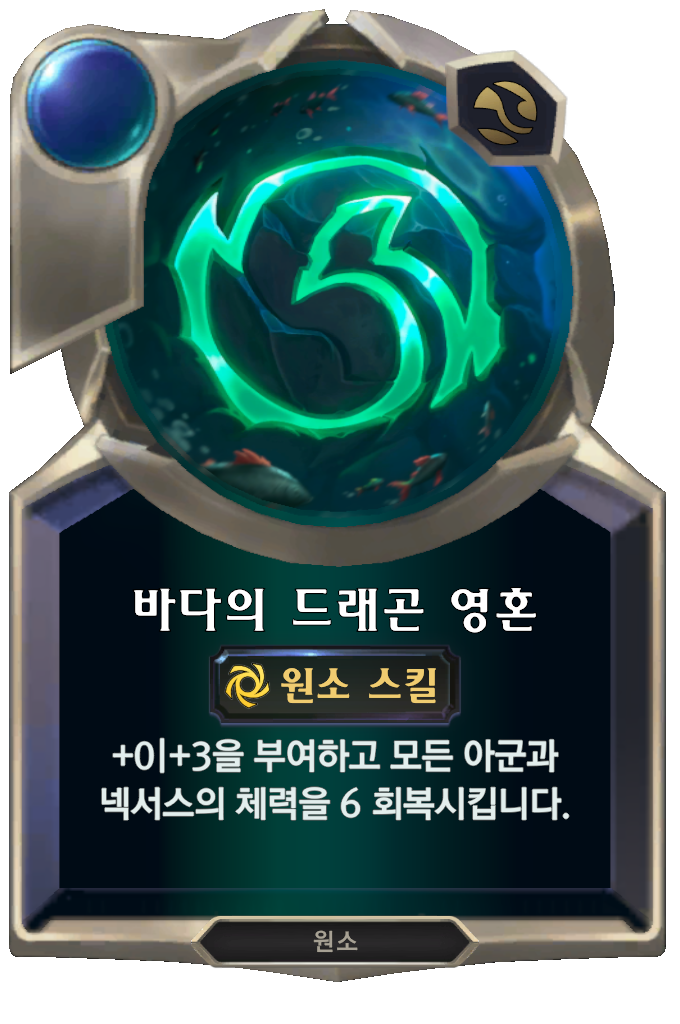 바다의 드래곤 영혼
원소 스킬
+0|+3을 부여하고 모든 아군과
넥서스의 체력을 6 회복시킵니다.
원소